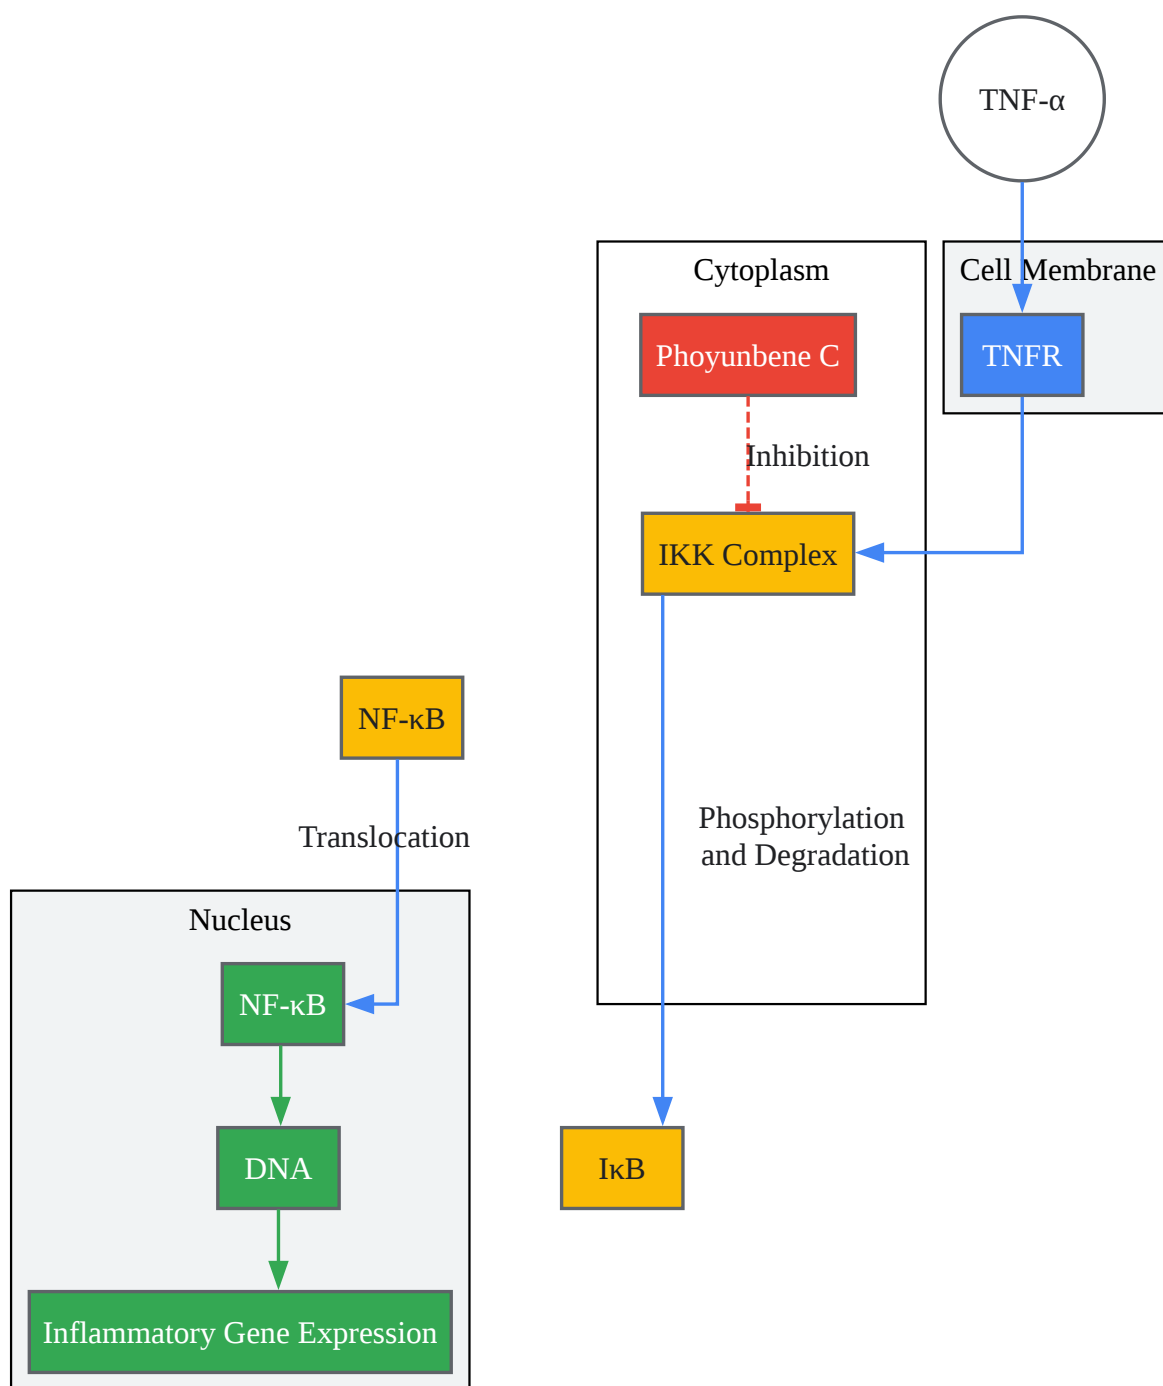 TNF-α
Cytoplasm
Cell Membrane
Phoyunbene C
TNFR
Inhibition
IKK Complex
NF-κB
Phosphorylation
and Degradation
Translocation
Nucleus
NF-κB
DNA
IκB
Inflammatory Gene Expression